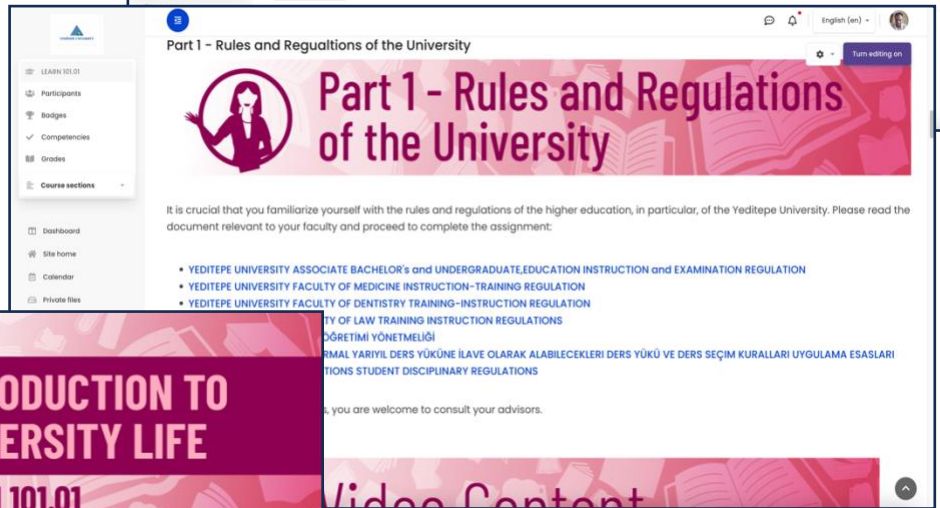 English (en)
Part 1 - Rules and Regualtions of the University
Turn editing on
LEARN 101.01
Participants
Badges
Competencies
Grades
Course sections
Dashboard
Site home
Calendar
Private files
Part 1 - Rules and Regulations
of the University
It is crucial that you familiarize yourself with the rules and regulations of the higher education, in particular, of the Yeditepe University. Please read the
document relevant to your faculty and proceed to complete the assignment:
• YEDITEPE UNIVERSITY ASSOCIATE BACHELOR's and UNDERGRADUATE,EDUCATION INSTRUCTION and EXAMINATION REGULATION
• YEDITEPE UNIVERSITY FACULTY OF MEDICINE INSTRUCTION-TRAINING REGULATION
• YEDITEPE UNIVERSITY FACULTY OF DENTISTRY TRAINING-INSTRUCTION REGULATION
TY OF LAW TRAINING INSTRUCTION REGULATIONS
ÖĞRETİMİ YÖNETMELİĞİ
RMAL YARIYIL DERS YÜKÜNE İLAVE OLARAK ALABILECEKLERI DERS YÜKÜ VE DERS SEÇIM KURALLARI UYGULAMA ESASLARI
TIONS STUDENT DISCIPLINARY REGULATIONS
s, you are welcome to consult your advisors.
Video Content
ODUCTION TO
ERSITY LIFE
101.01